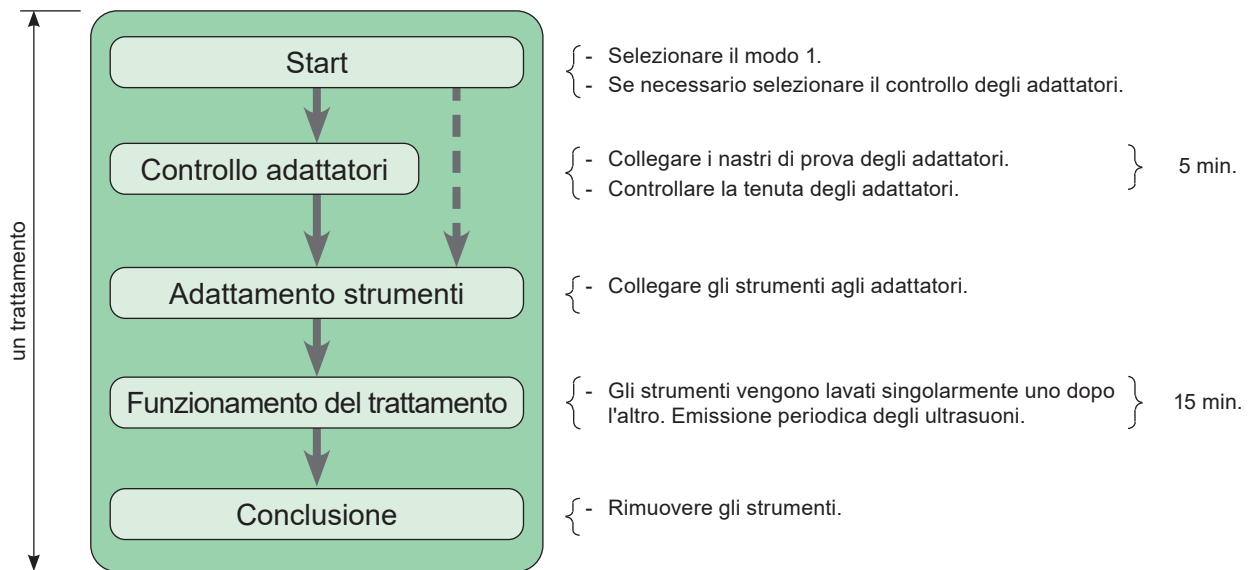 un trattamento
Start
- Selezionare il modo 1.
- Se necessario selezionare il controllo degli adattatori.
Controllo adattatori
- Collegare i nastri di prova degli adattatori.
- Controllare la tenuta degli adattatori.
5 min.
Adattamento strumenti
- Collegare gli strumenti agli adattatori.
Funzionamento del trattamento
- Gli strumenti vengono lavati singolarmente uno dopo
l'altro. Emissione periodica degli ultrasuoni.
15 min.
Conclusione
- Rimuovere gli strumenti.